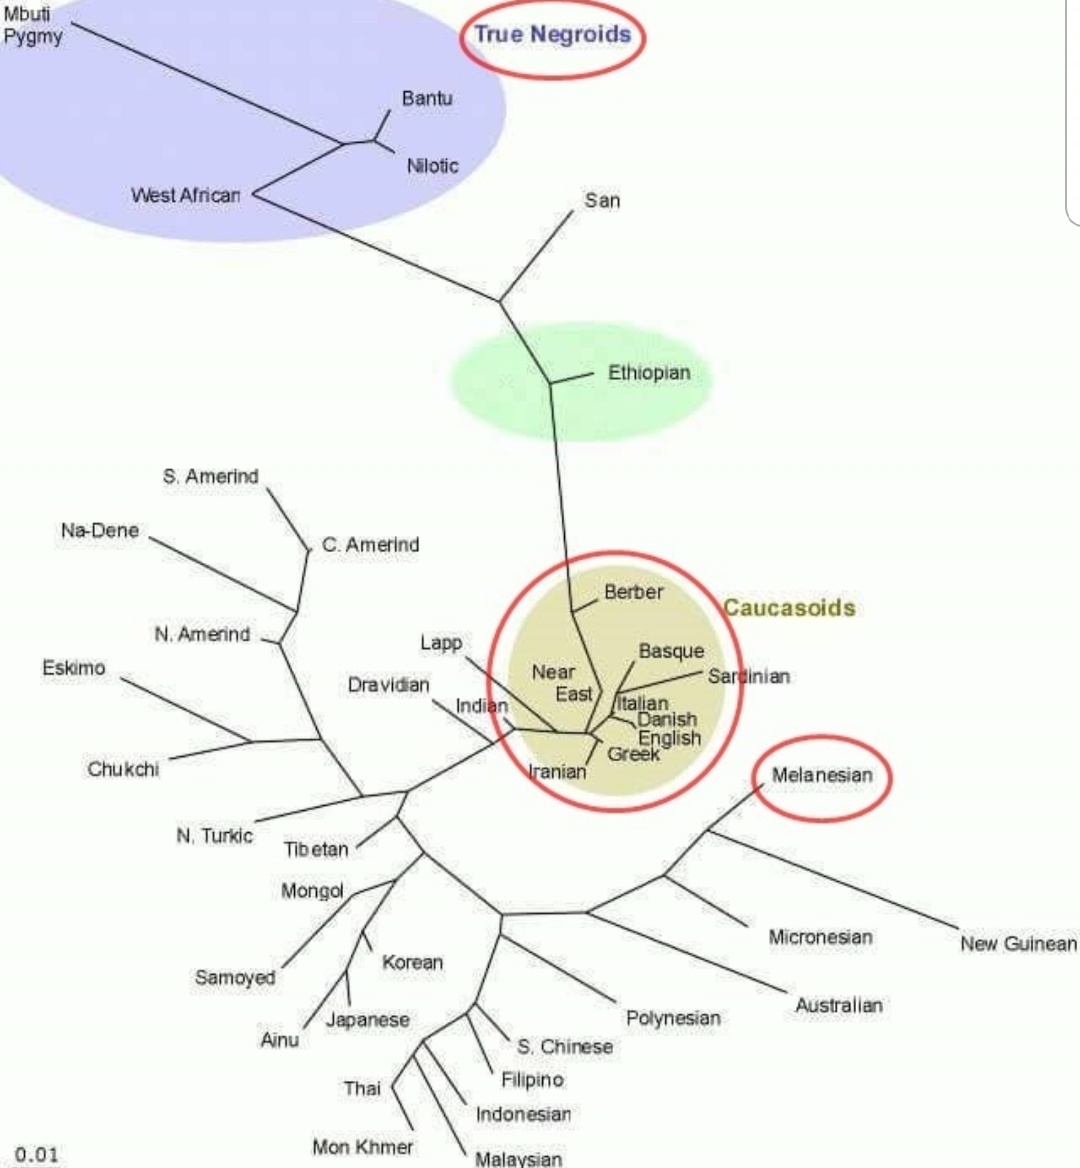 Mbuti
Pygmy
True Negroids
Bantu
Nilotic
West African
San
Ethiopian
S. Amerind
Na-Dene
C. Amerind
Berber
Caucasoids
N. Amerind
Lapp
Basque
Eskimo
Near
East
Sardinian
Dravidian
Indian
Italian
Danish
English
Greek
Chukchi
Iranian
Melanesian
N. Turkic
Tibetan
Mongol
Micronesian
New Guinean
Korean
Samoyed
Australian
Japanese
Polynesian
Ainu
S. Chinese
Filipino
Thai
Indonesian
Mon Khmer
Malaysian
0.01